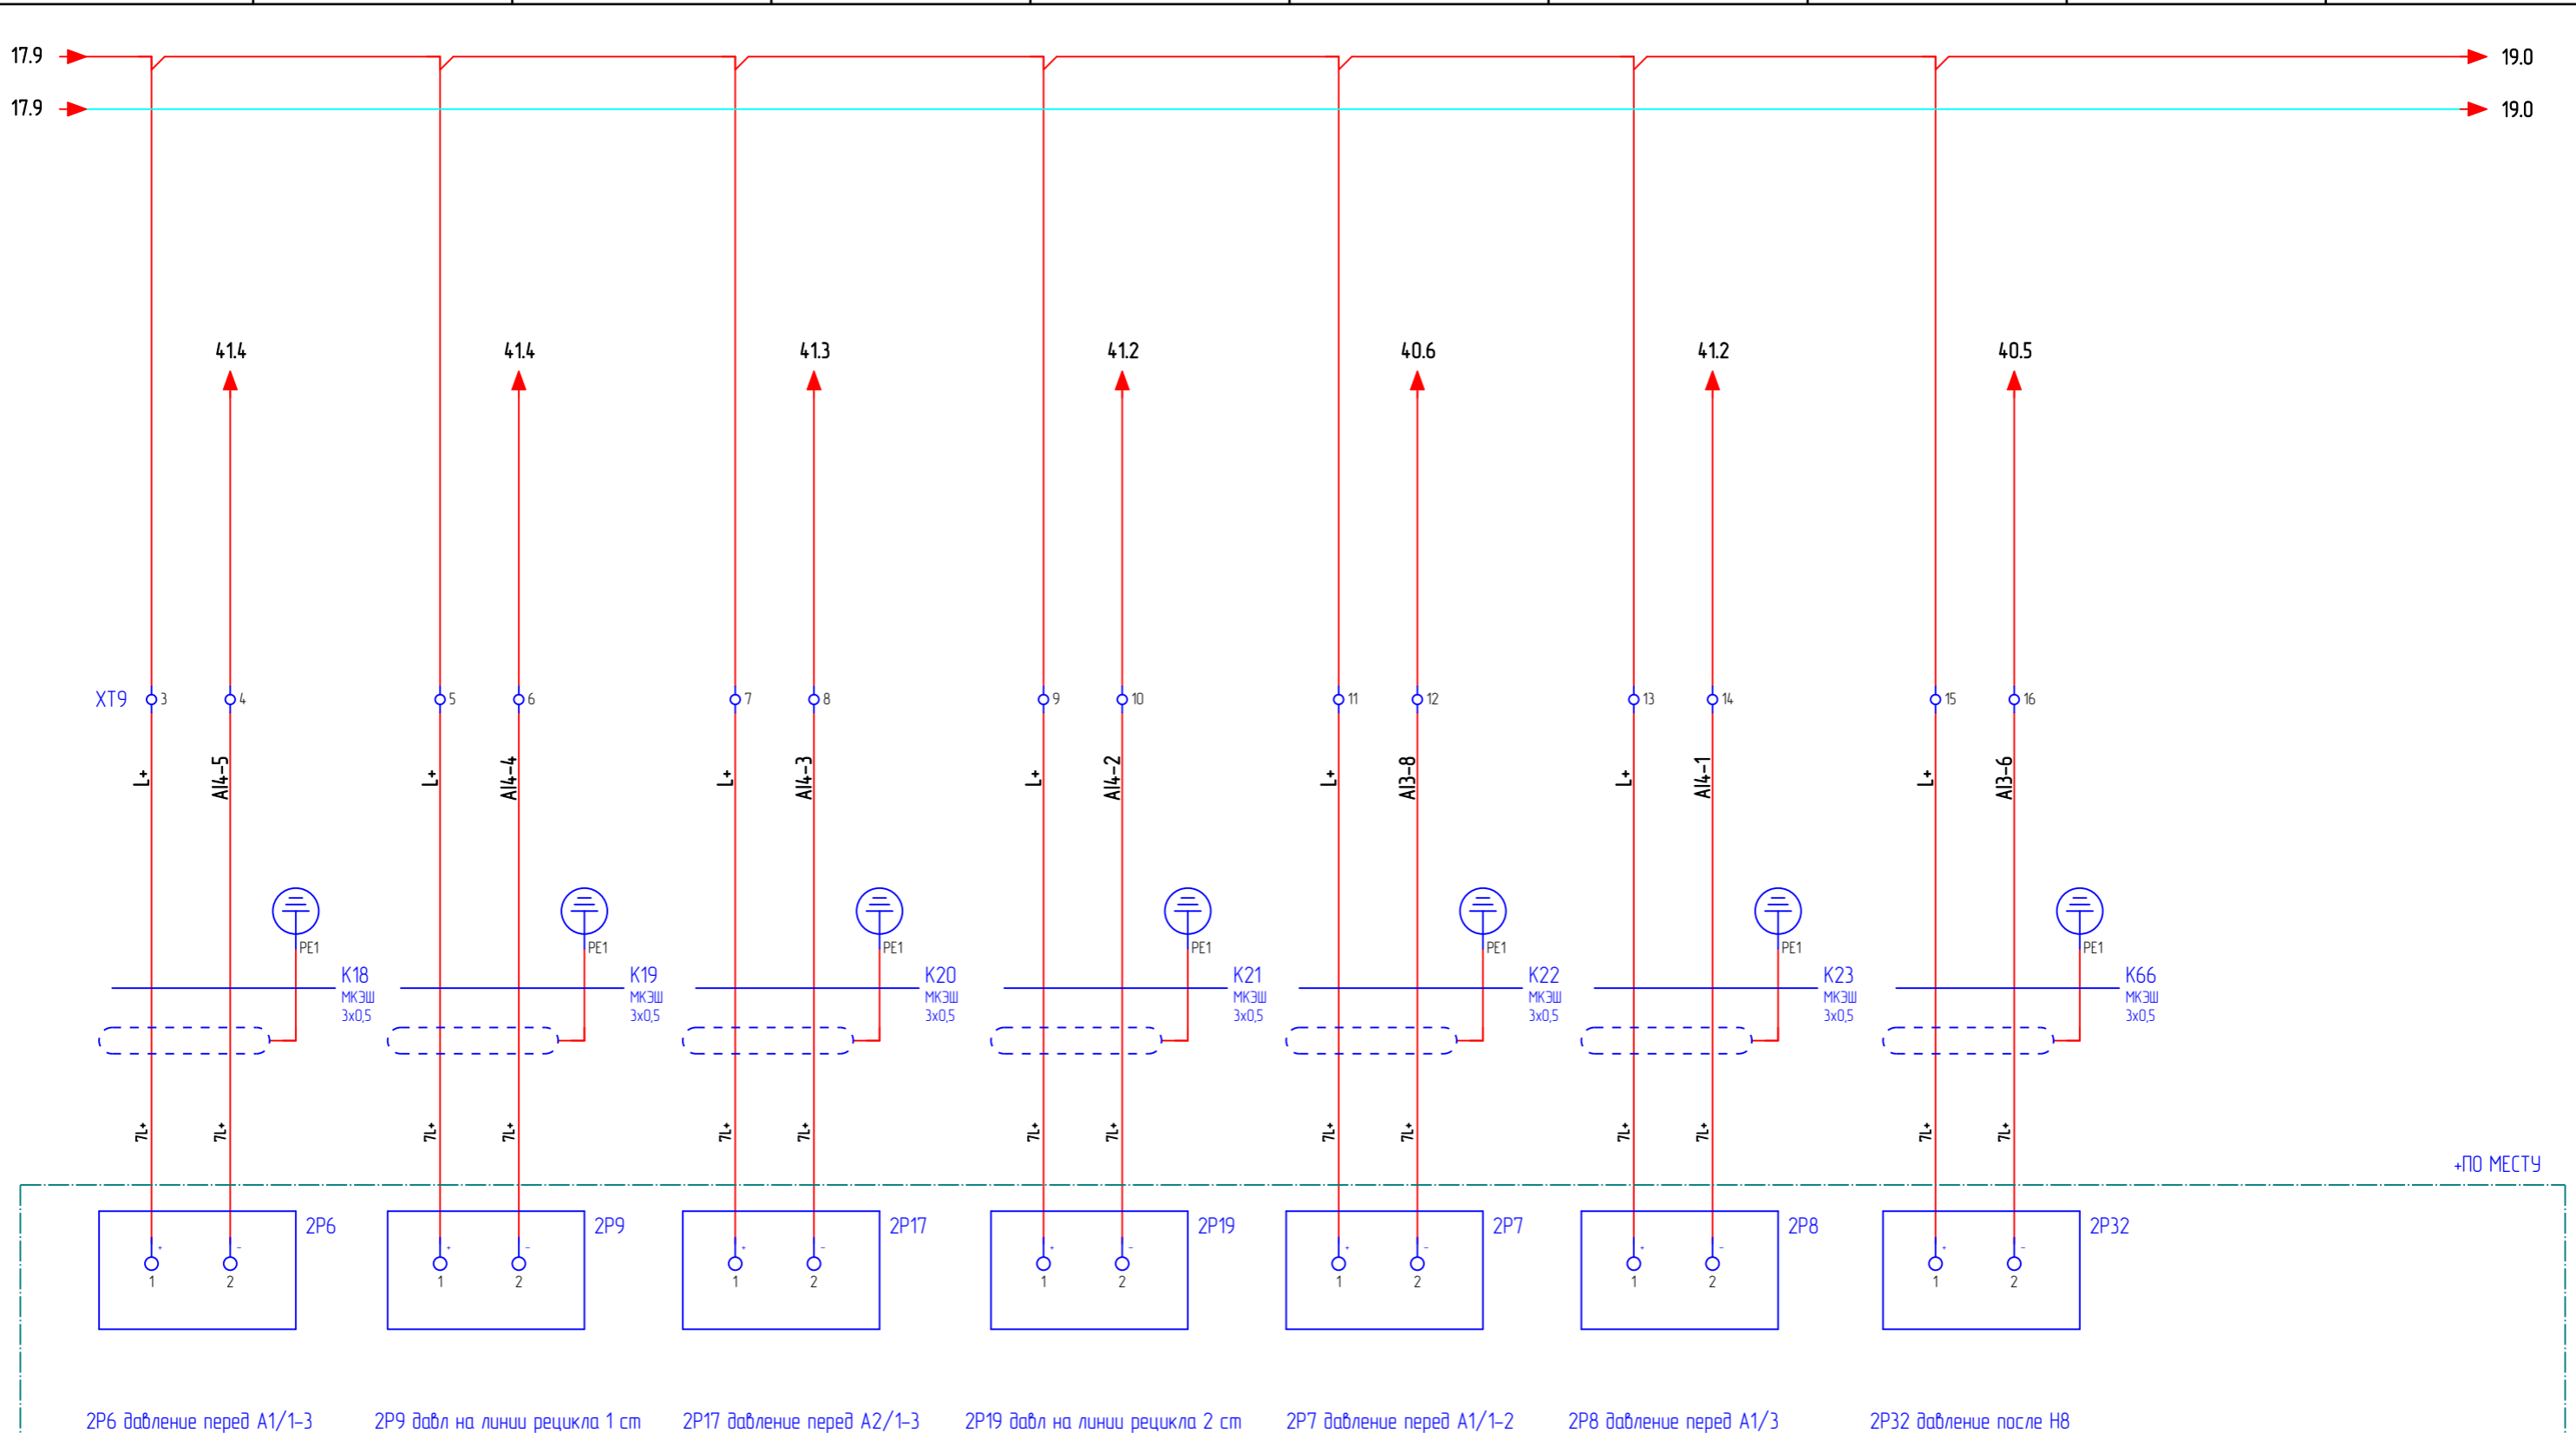 17.9 19.0
17.9 19.0
41.4 41.4 41.3 41.2 40.6 41.2 40.5
XT9 3 4 5 6 7 8 9 10 11 12 13 14 15 16
L+ AI4-5 L+ AI4-4 L+ AI4-3 L+ AI4-2 L+ AI3-8 L+ AI4-1 L+ AI3-6
PE1 PE1 PE1 PE1 PE1 PE1 PE1
K18 K19 K20 K21 K22 K23 K66
МКЭШ МКЭШ МКЭШ МКЭШ МКЭШ МКЭШ МКЭШ
3x0,5 3x0,5 3x0,5 3x0,5 3x0,5 3x0,5 3x0,5
7L+ 7L+ 7L+ 7L+ 7L+ 7L+ 7L+ 7L+ 7L+ 7L+ 7L+ 7L+ 7L+ 7L+
+ПО МЕСТУ
2P6 2P9 2P17 2P19 2P7 2P8 2P32
+ - + - + - + - + - + - + -
1 2 1 2 1 2 1 2 1 2 1 2 1 2
2P6 давление перед А1/1-3 2P9 давл на линии рецикла 1 ст 2P17 давление перед А2/1-3 2P19 давл на линии рецикла 2 ст 2P7 давление перед А1/1-2 2P8 давление перед А1/3 2P32 давление после Н8